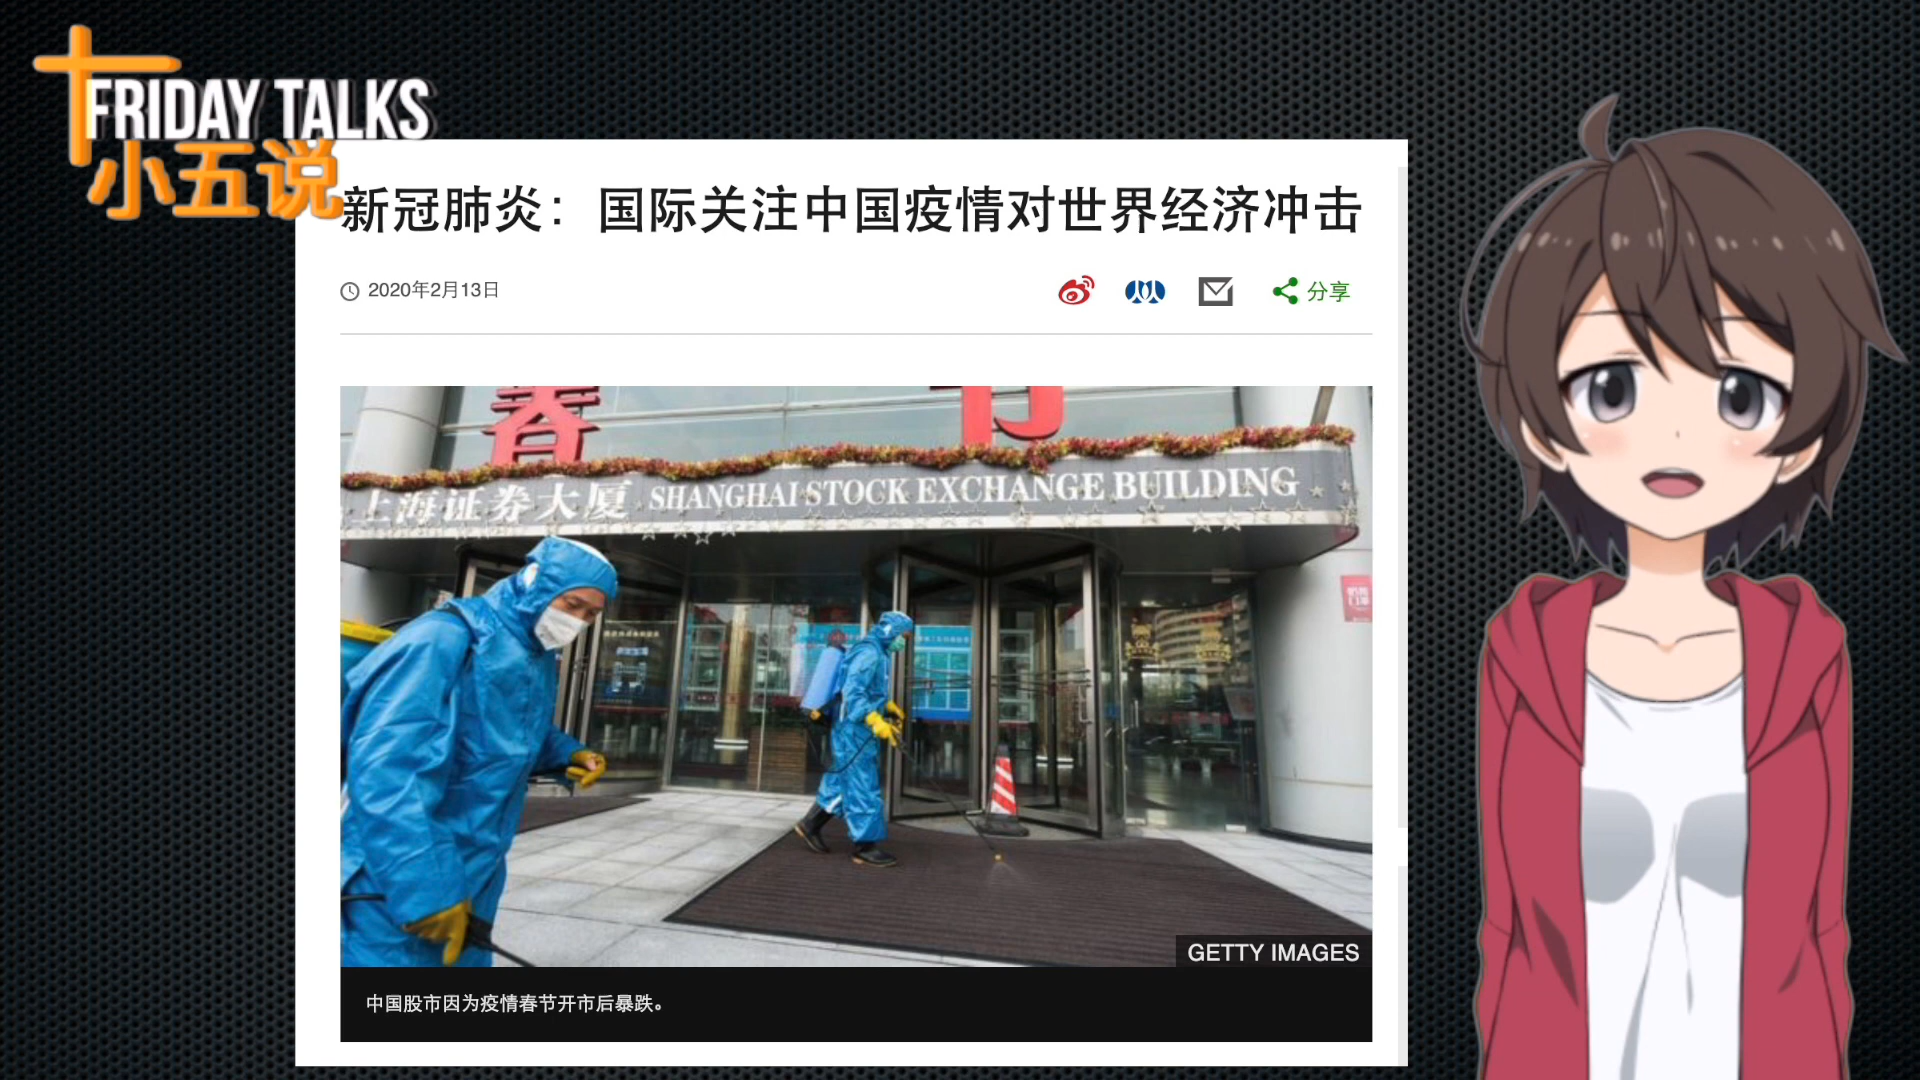 FRIDAY TALKS
小五说
新冠肺炎：国际关注中国疫情对世界经济冲击
2020年2月13日
分享
春节
上海证券大厦 SHANGHAI STOCK EXCHANGE BUILDING
GETTY IMAGES
中国股市因为疫情春节开市后暴跌。